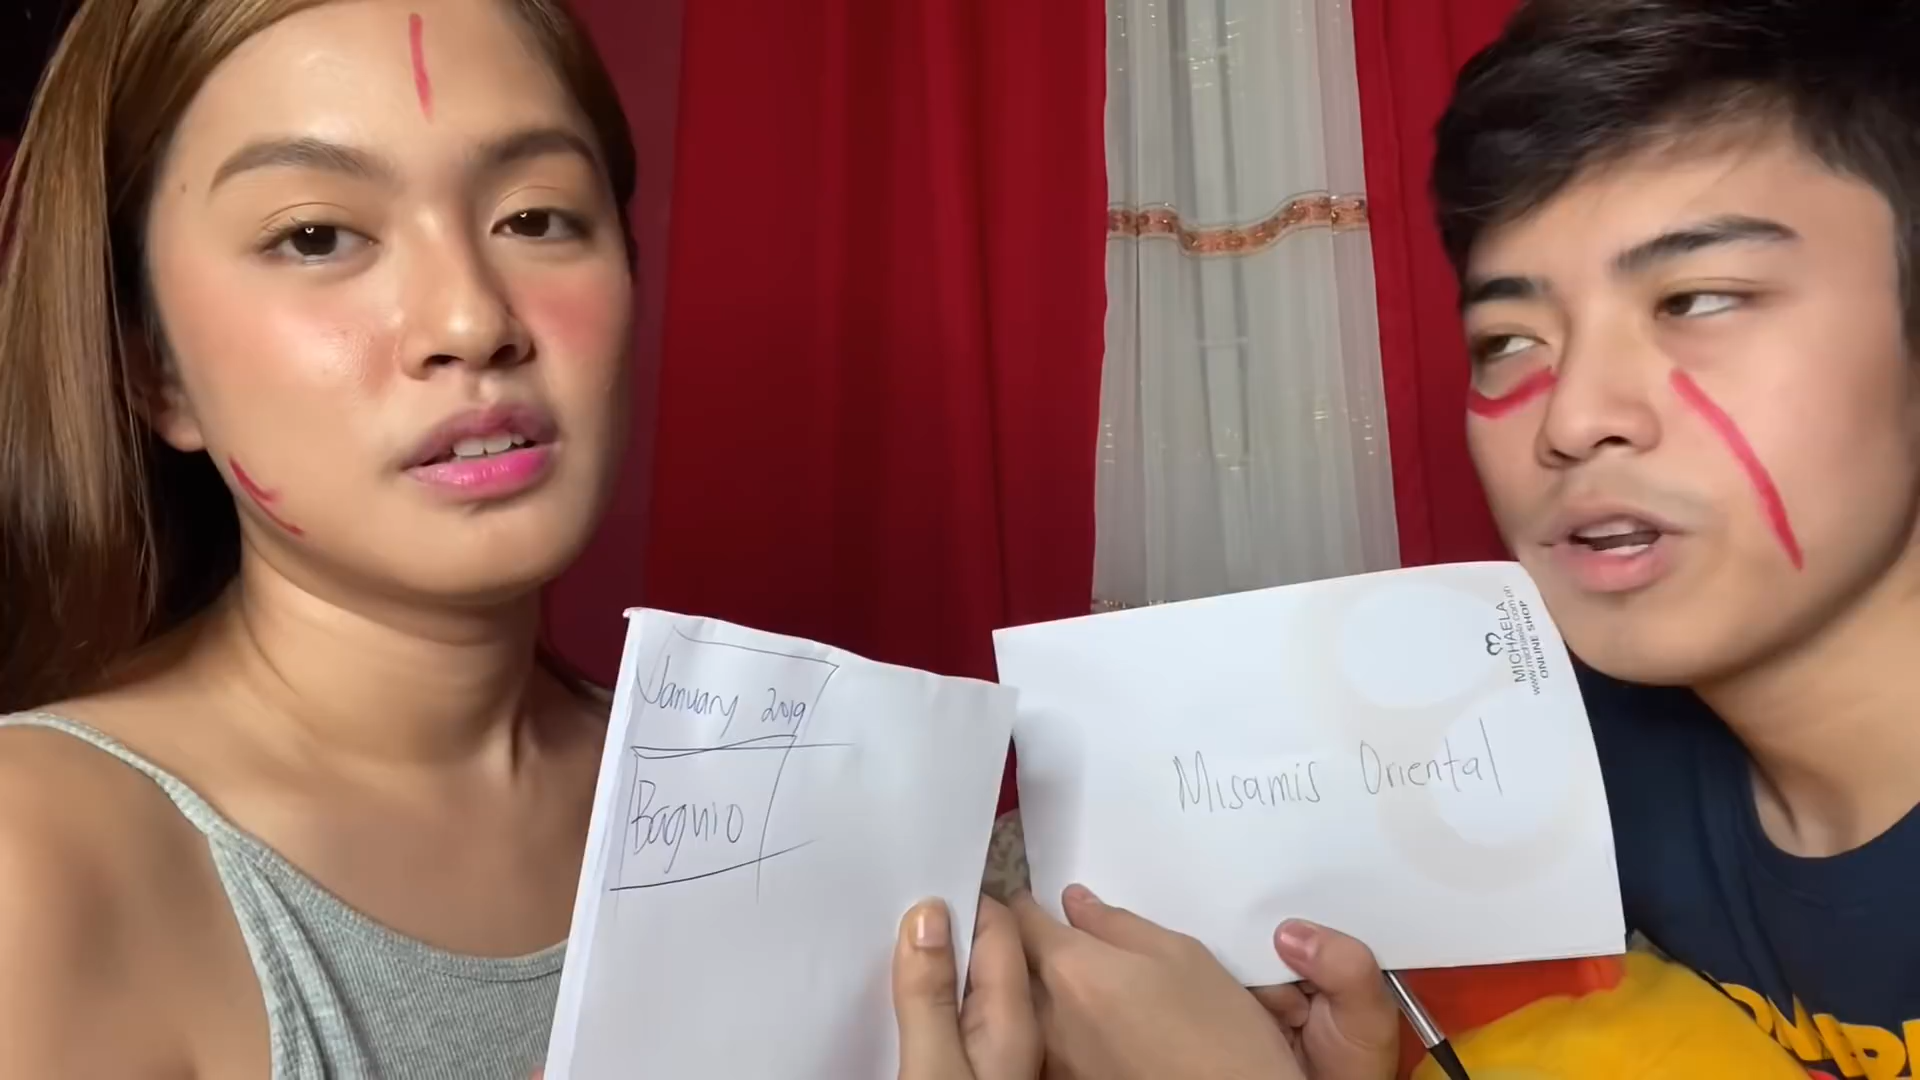 January 2019
Baguio
MICHAELA
www.michaela.com.ph
ONLINE SHOP
Misamis Oriental